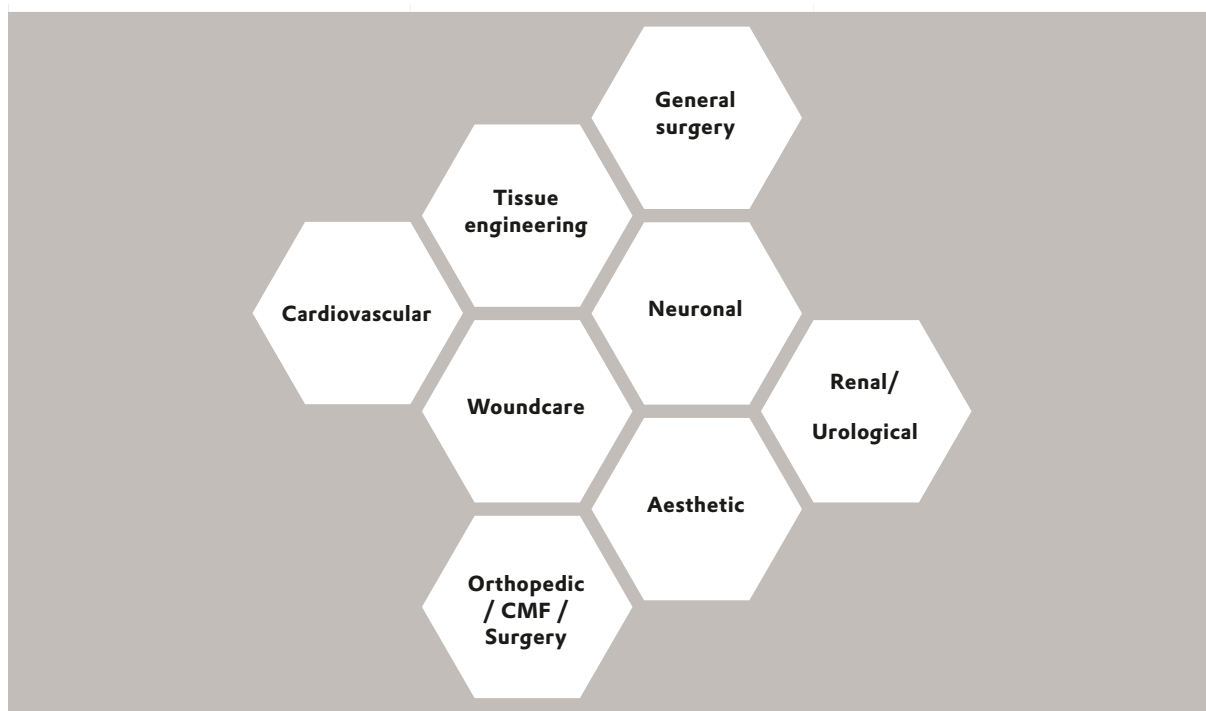 General
surgery
Tissue
engineering
Cardiovascular
Neuronal
Woundcare
Renal/
Urological
Aesthetic
Orthopedic
/ CMF /
Surgery